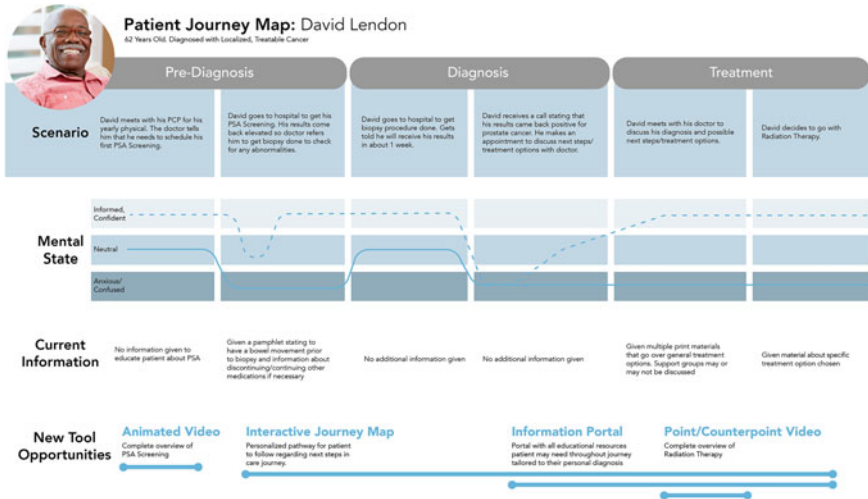 Patient Journey Map: David Lendon
62 Years Old. Diagnosed with Localized, Treatable Cancer
Pre-Diagnosis
Diagnosis
Treatment
Scenario
David meets with his PCP for his
yearly physical. The doctor tells
him that he needs to schedule his
first PSA Screening.
David goes to hospital to get his
PSA Screening. His results come
back elevated so doctor refers
him to get biopsy done to check
for any abnormalities.
David goes to hospital to get
biopsy procedure done. Gets
told he will receive his results
in about 1 week.
David receives a call stating that
his results came back positive for
prostate cancer. He makes an
appointment to discuss next steps/
treatment options with doctor.
David meets with his doctor to
discuss his diagnosis and possible
next steps/treatment options.
David decides to go with
Radiation Therapy.
Mental
State
Informed,
Confident
Neutral
Anxious/
Confused
Current
Information
No information given to
educate patient about PSA
Given a pamphlet stating to
have a bowel movement prior
to biopsy and information about
discontinuing/continuing other
medications if necessary
No additional information given
No additional information given
Given multiple print materials
that go over general treatment
options. Support groups may or
may not be discussed
Given material about specific
treatment option chosen
New Tool
Opportunities
Animated Video
Complete overview of
PSA Screening
Interactive Journey Map
Personalized pathway for patient
to follow regarding next steps in
care journey.
Information Portal
Portal with all educational resources
patient may need throughout journey
tailored to their personal diagnosis
Point/Counterpoint Video
Complete overview of
Radiation Therapy